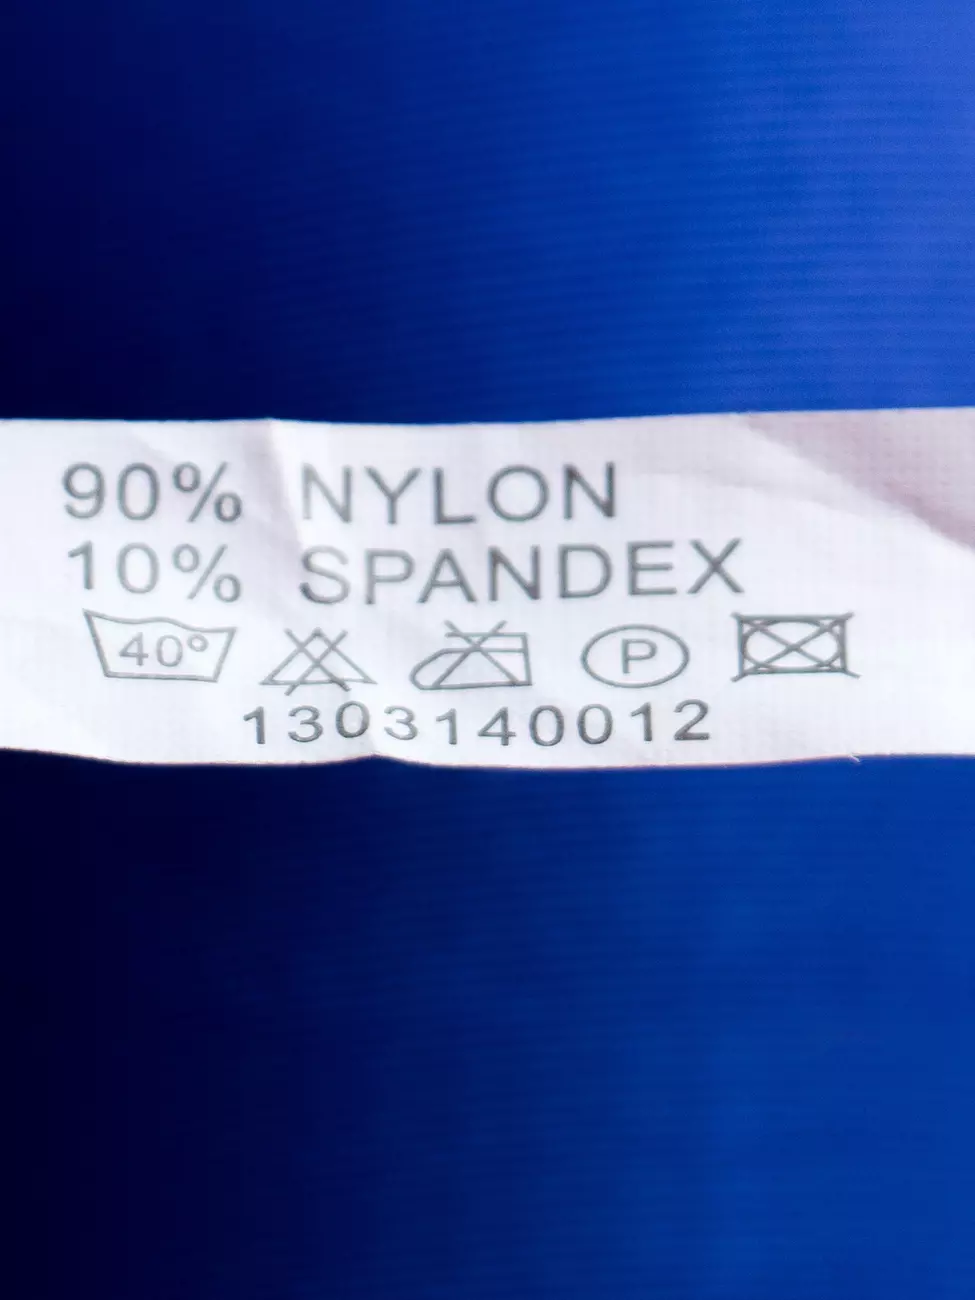 90% NYLON
10% SPANDEX
40° P
1303140012